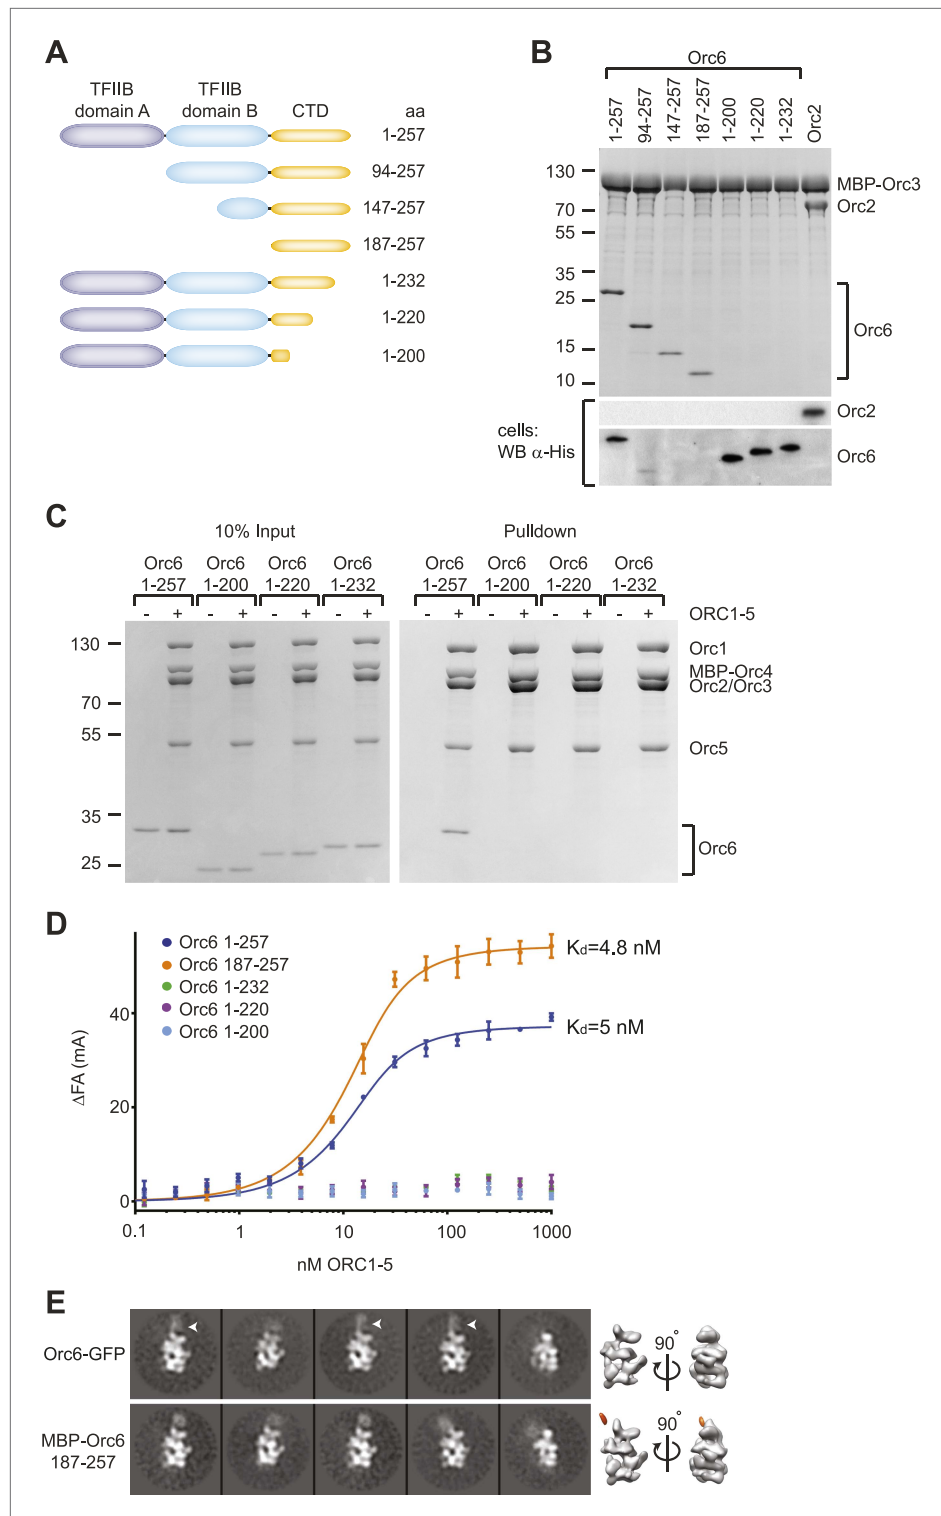 A
TFIIB
domain A
TFIIB
domain B
CTD
aa
1-257
94-257
147-257
187-257
1-232
1-220
1-200
B
Orc6
1-257
94-257
147-257
187-257
1-200
1-220
1-232
Orc2
130
70
55
35
25
15
10
MBP-Orc3
Orc2
Orc6
cells:
WB α-His
Orc2
Orc6
C
10% Input
Pulldown
Orc6 1-257
Orc6 1-200
Orc6 1-220
Orc6 1-232
Orc6 1-257
Orc6 1-200
Orc6 1-220
Orc6 1-232
- + - + - + - +
- + - + - + - +
ORC1-5
130
70
55
35
25
Orc1
MBP-Orc4
Orc2/Orc3
Orc5
Orc6
D
Orc6 1-257
Orc6 187-257
Orc6 1-232
Orc6 1-220
Orc6 1-200
Kd=4.8 nM
Kd=5 nM
ΔFA (mA)
40
20
0
0.1 1 10 100 1000
nM ORC1-5
E
Orc6-GFP
90°
MBP-Orc6
187-257
90°